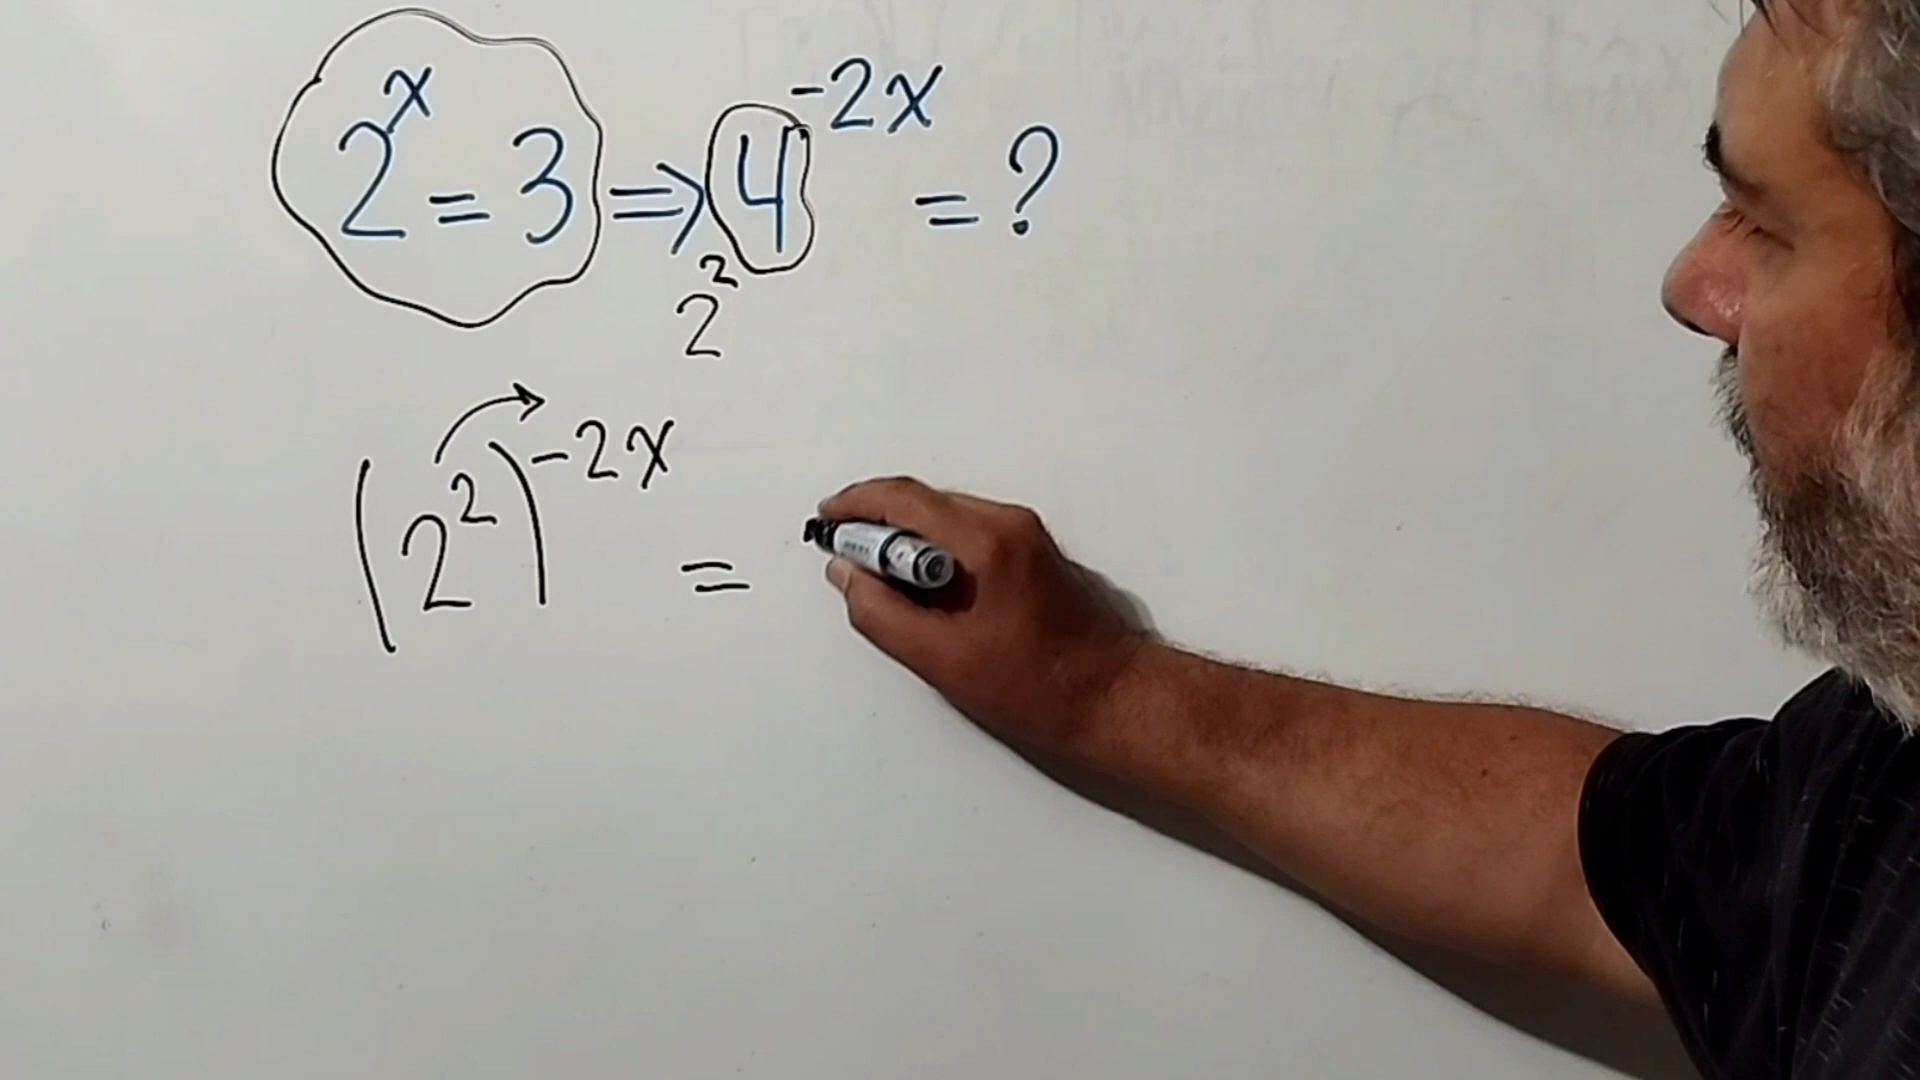 2^x = 3 ⇒ 4^-2x = ?
2^2
(2^2)^-2x =